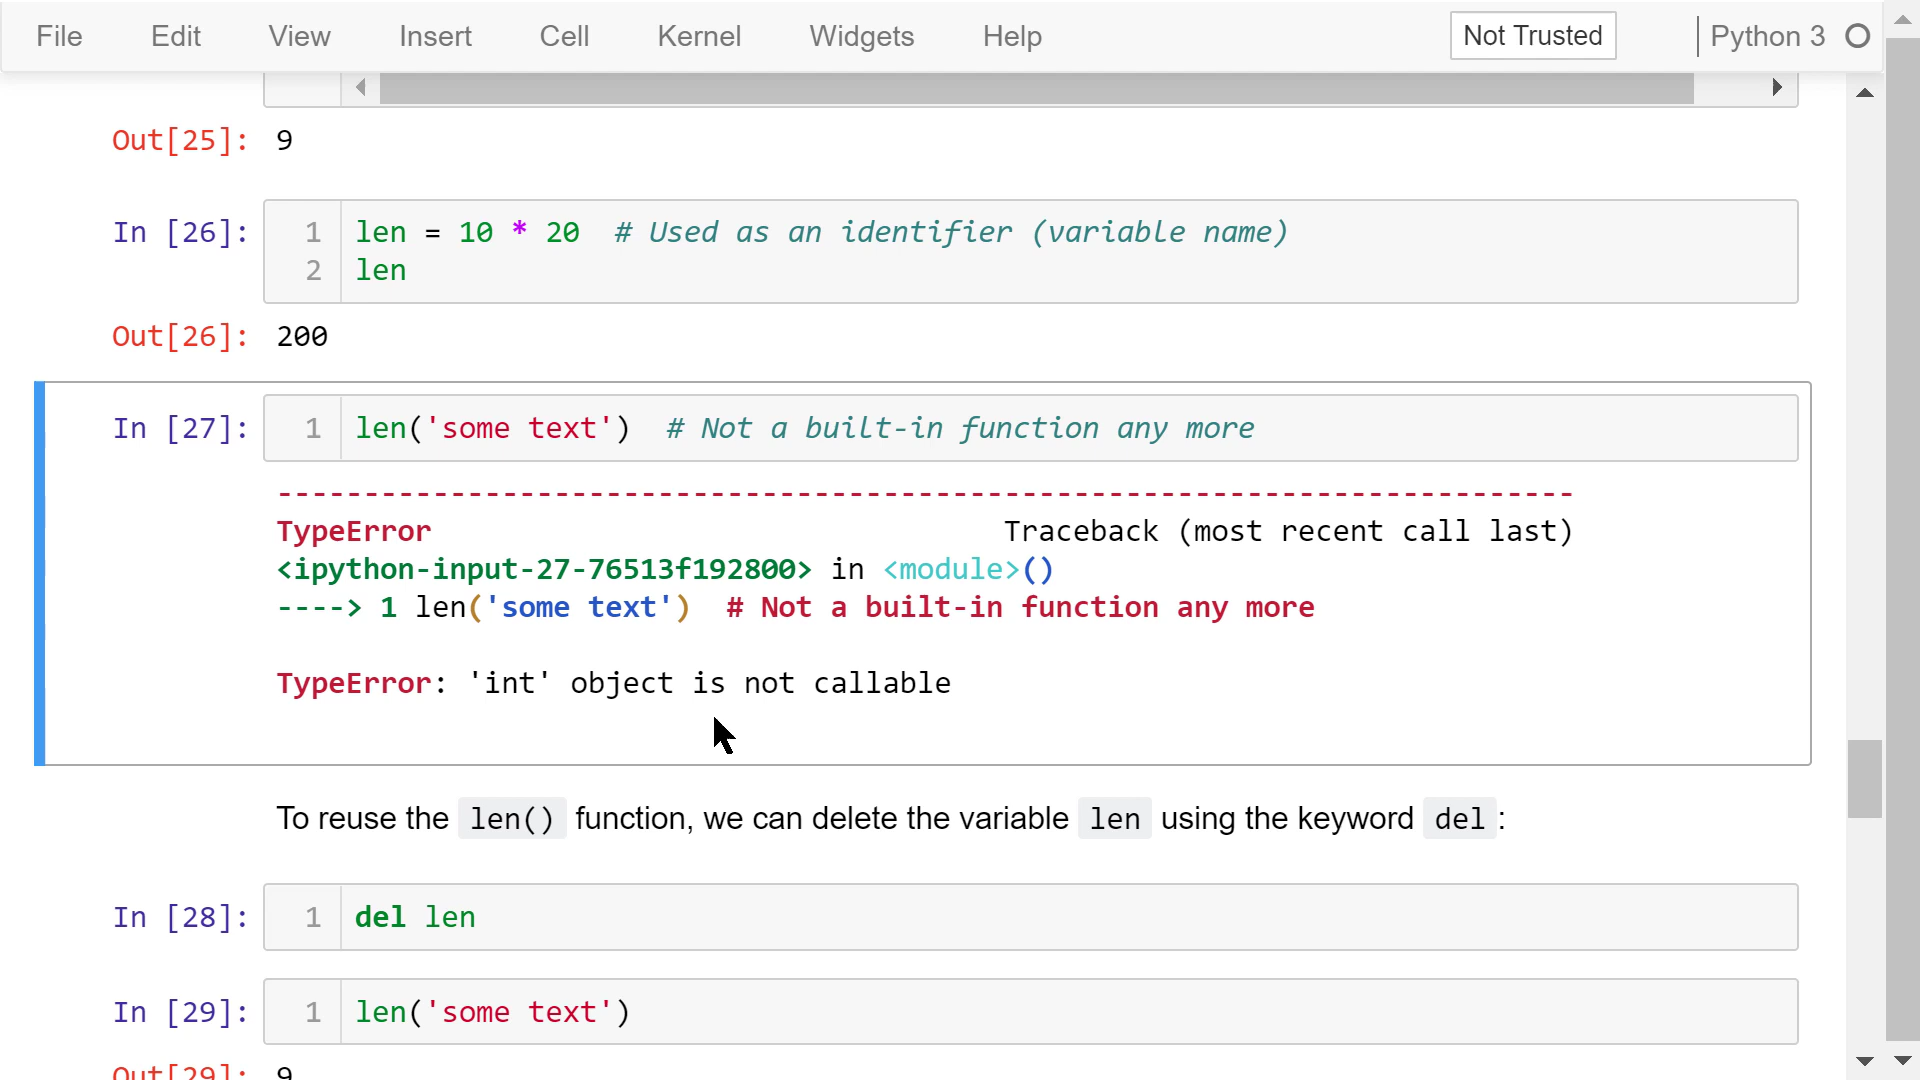 File Edit View Insert Cell Kernel Widgets Help Not Trusted Python 3
Out[25]: 9
In [26]: 1 len = 10 * 20  # Used as an identifier (variable name)
2 len
Out[26]: 200
In [27]: 1 len('some text')  # Not a built-in function any more
---------------------------------------------------------------------------
TypeError                                 Traceback (most recent call last)
<ipython-input-27-76513f192800> in <module>()
----> 1 len('some text')  # Not a built-in function any more
TypeError: 'int' object is not callable
To reuse the len() function, we can delete the variable len using the keyword del :
In [28]: 1 del len
In [29]: 1 len('some text')
Out[29]: 9